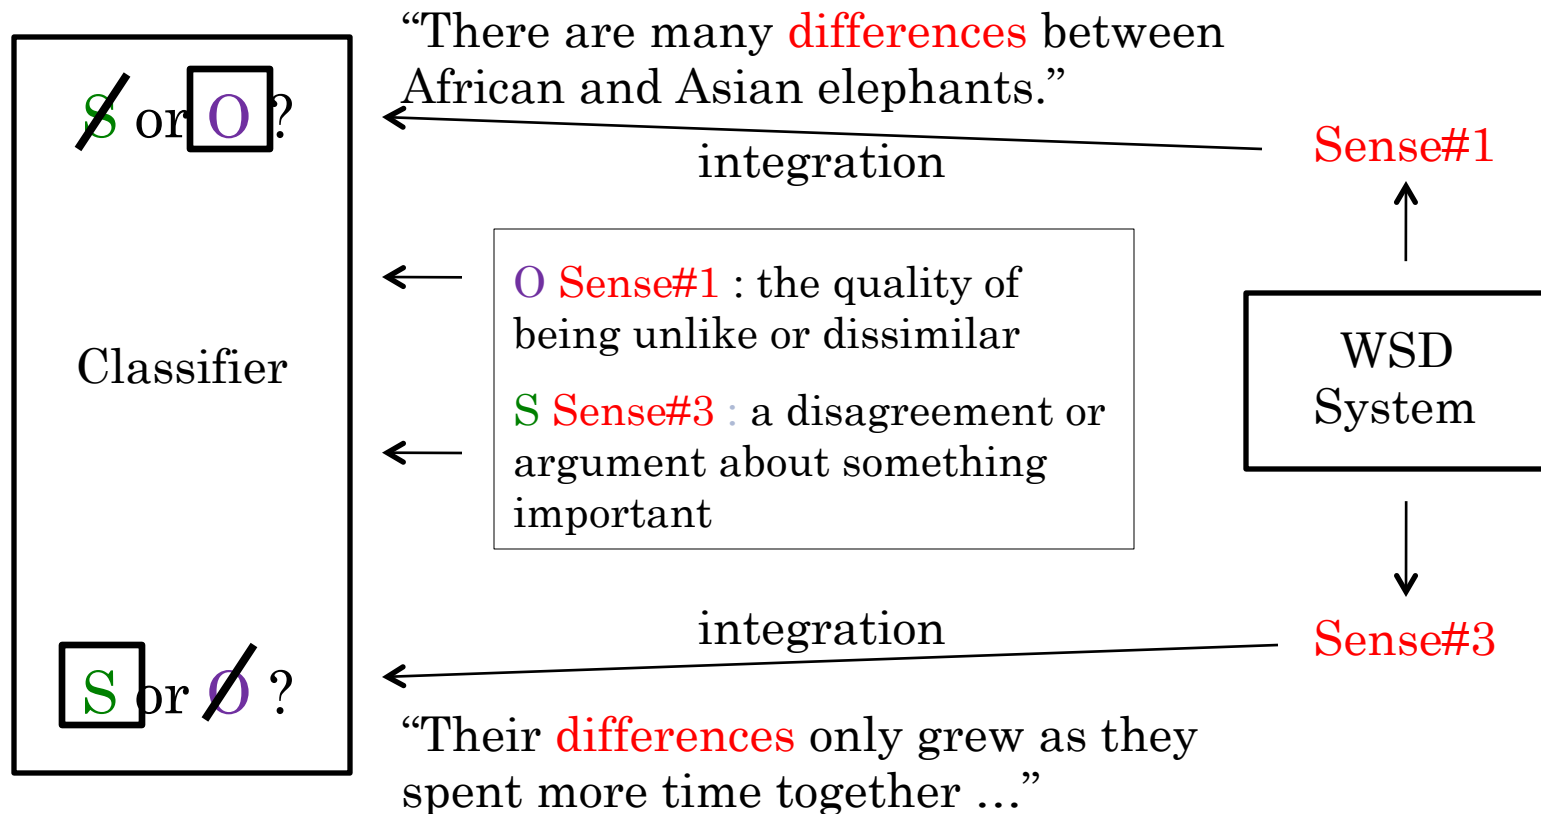 “There are many differences between
African and Asian elephants.”
S or O ?
integration
Sense#1
O Sense#1 : the quality of
being unlike or dissimilar
S Sense#3 : a disagreement or
argument about something
important
Classifier
WSD
System
integration
Sense#3
S or O ?
“Their differences only grew as they
spent more time together …”